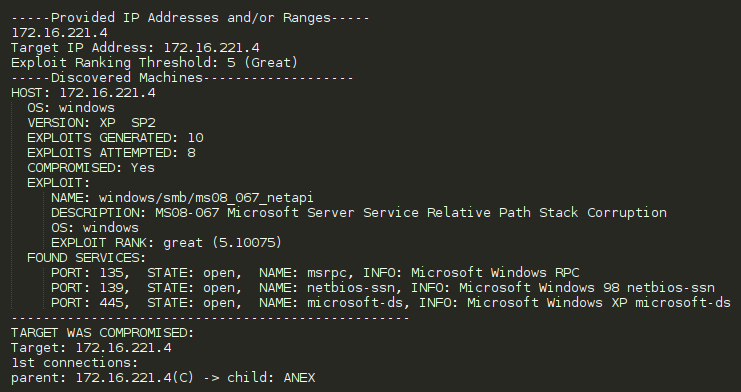 -----Provided IP Addresses and/or Ranges-----
172.16.221.4
Target IP Address: 172.16.221.4
Exploit Ranking Threshold: 5 (Great)
-----Discovered Machines-------------------
HOST: 172.16.221.4
OS: windows
VERSION: XP  SP2
EXPLOITS GENERATED: 10
EXPLOITS ATTEMPTED: 8
COMPROMISED: Yes
EXPLOIT:
NAME: windows/smb/ms08_067_netapi
DESCRIPTION: MS08-067 Microsoft Server Service Relative Path Stack Corruption
OS: windows
EXPLOIT RANK: great (5.10075)
FOUND SERVICES:
PORT: 135,  STATE: open,  NAME: msrpc, INFO: Microsoft Windows RPC
PORT: 139,  STATE: open,  NAME: netbios-ssn, INFO: Microsoft Windows 98 netbios-ssn
PORT: 445,  STATE: open,  NAME: microsoft-ds, INFO: Microsoft Windows XP microsoft-ds
--------------------------------------------------
TARGET WAS COMPROMISED:
Target: 172.16.221.4
1st connections:
parent: 172.16.221.4(C) -> child: ANEX